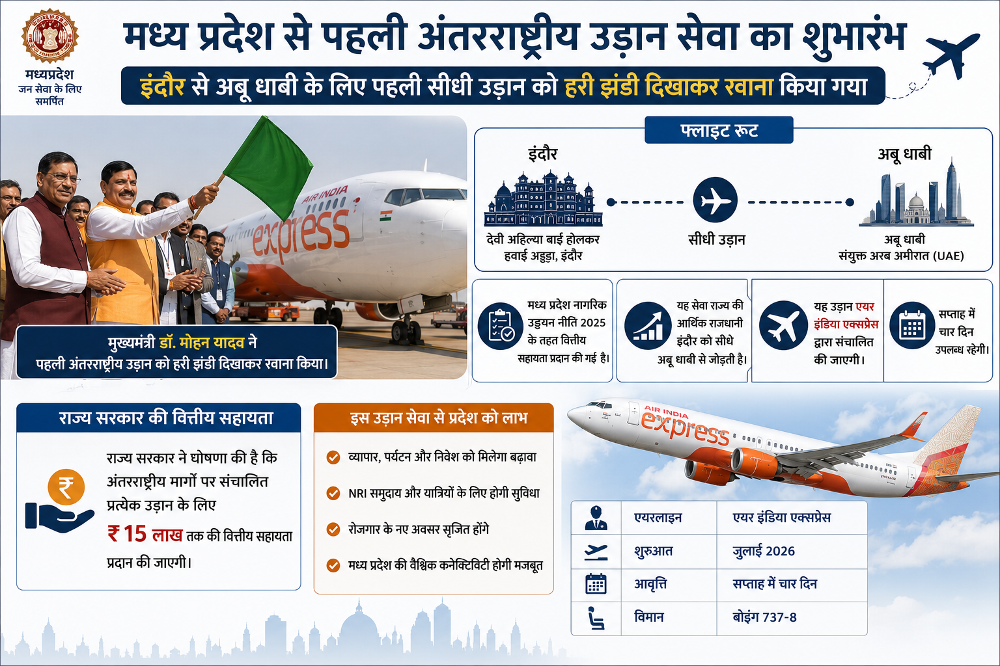 मध्यप्रदेश
जन सेवा के लिए
समर्पित
मध्य प्रदेश से पहली अंतरराष्ट्रीय उड़ान सेवा का शुभारंभ
इंदौर से अबू धाबी के लिए पहली सीधी उड़ान को हरी झंडी दिखाकर रवाना किया गया
AIR INDIA
express
मुख्यमंत्री डॉ. मोहन यादव ने
पहली अंतरराष्ट्रीय उड़ान को हरी झंडी दिखाकर रवाना किया।
फ्लाइट रूट
इंदौर
देवी अहिल्या बाई होलकर
हवाई अड्डा, इंदौर
सीधी उड़ान
अबू धाबी
अबू धाबी
संयुक्त अरब अमीरात (UAE)
मध्य प्रदेश नागरिक
उड्डयन नीति 2025
के तहत वित्तीय
सहायता प्रदान की गई है।
यह सेवा राज्य की
आर्थिक राजधानी
इंदौर को सीधे
अबू धाबी से जोड़ती है।
यह उड़ान एयर
इंडिया एक्सप्रेस
द्वारा संचालित
की जाएगी।
सप्ताह में
चार दिन
उपलब्ध रहेगी।
राज्य सरकार की वित्तीय सहायता
राज्य सरकार ने घोषणा की है कि
अंतरराष्ट्रीय मार्गों पर संचालित
प्रत्येक उड़ान के लिए
₹ 15 लाख तक की वित्तीय सहायता
प्रदान की जाएगी।
इस उड़ान सेवा से प्रदेश को लाभ
व्यापार, पर्यटन और निवेश को मिलेगा बढ़ावा
NRI समुदाय और यात्रियों के लिए होगी सुविधा
रोजगार के नए अवसर सृजित होंगे
मध्य प्रदेश की वैश्विक कनेक्टिविटी होगी मजबूत
AIR INDIA
express
एयरलाइन एयर इंडिया एक्सप्रेस
शुरुआत जुलाई 2026
आवृत्ति सप्ताह में चार दिन
विमान बोइंग 737-8